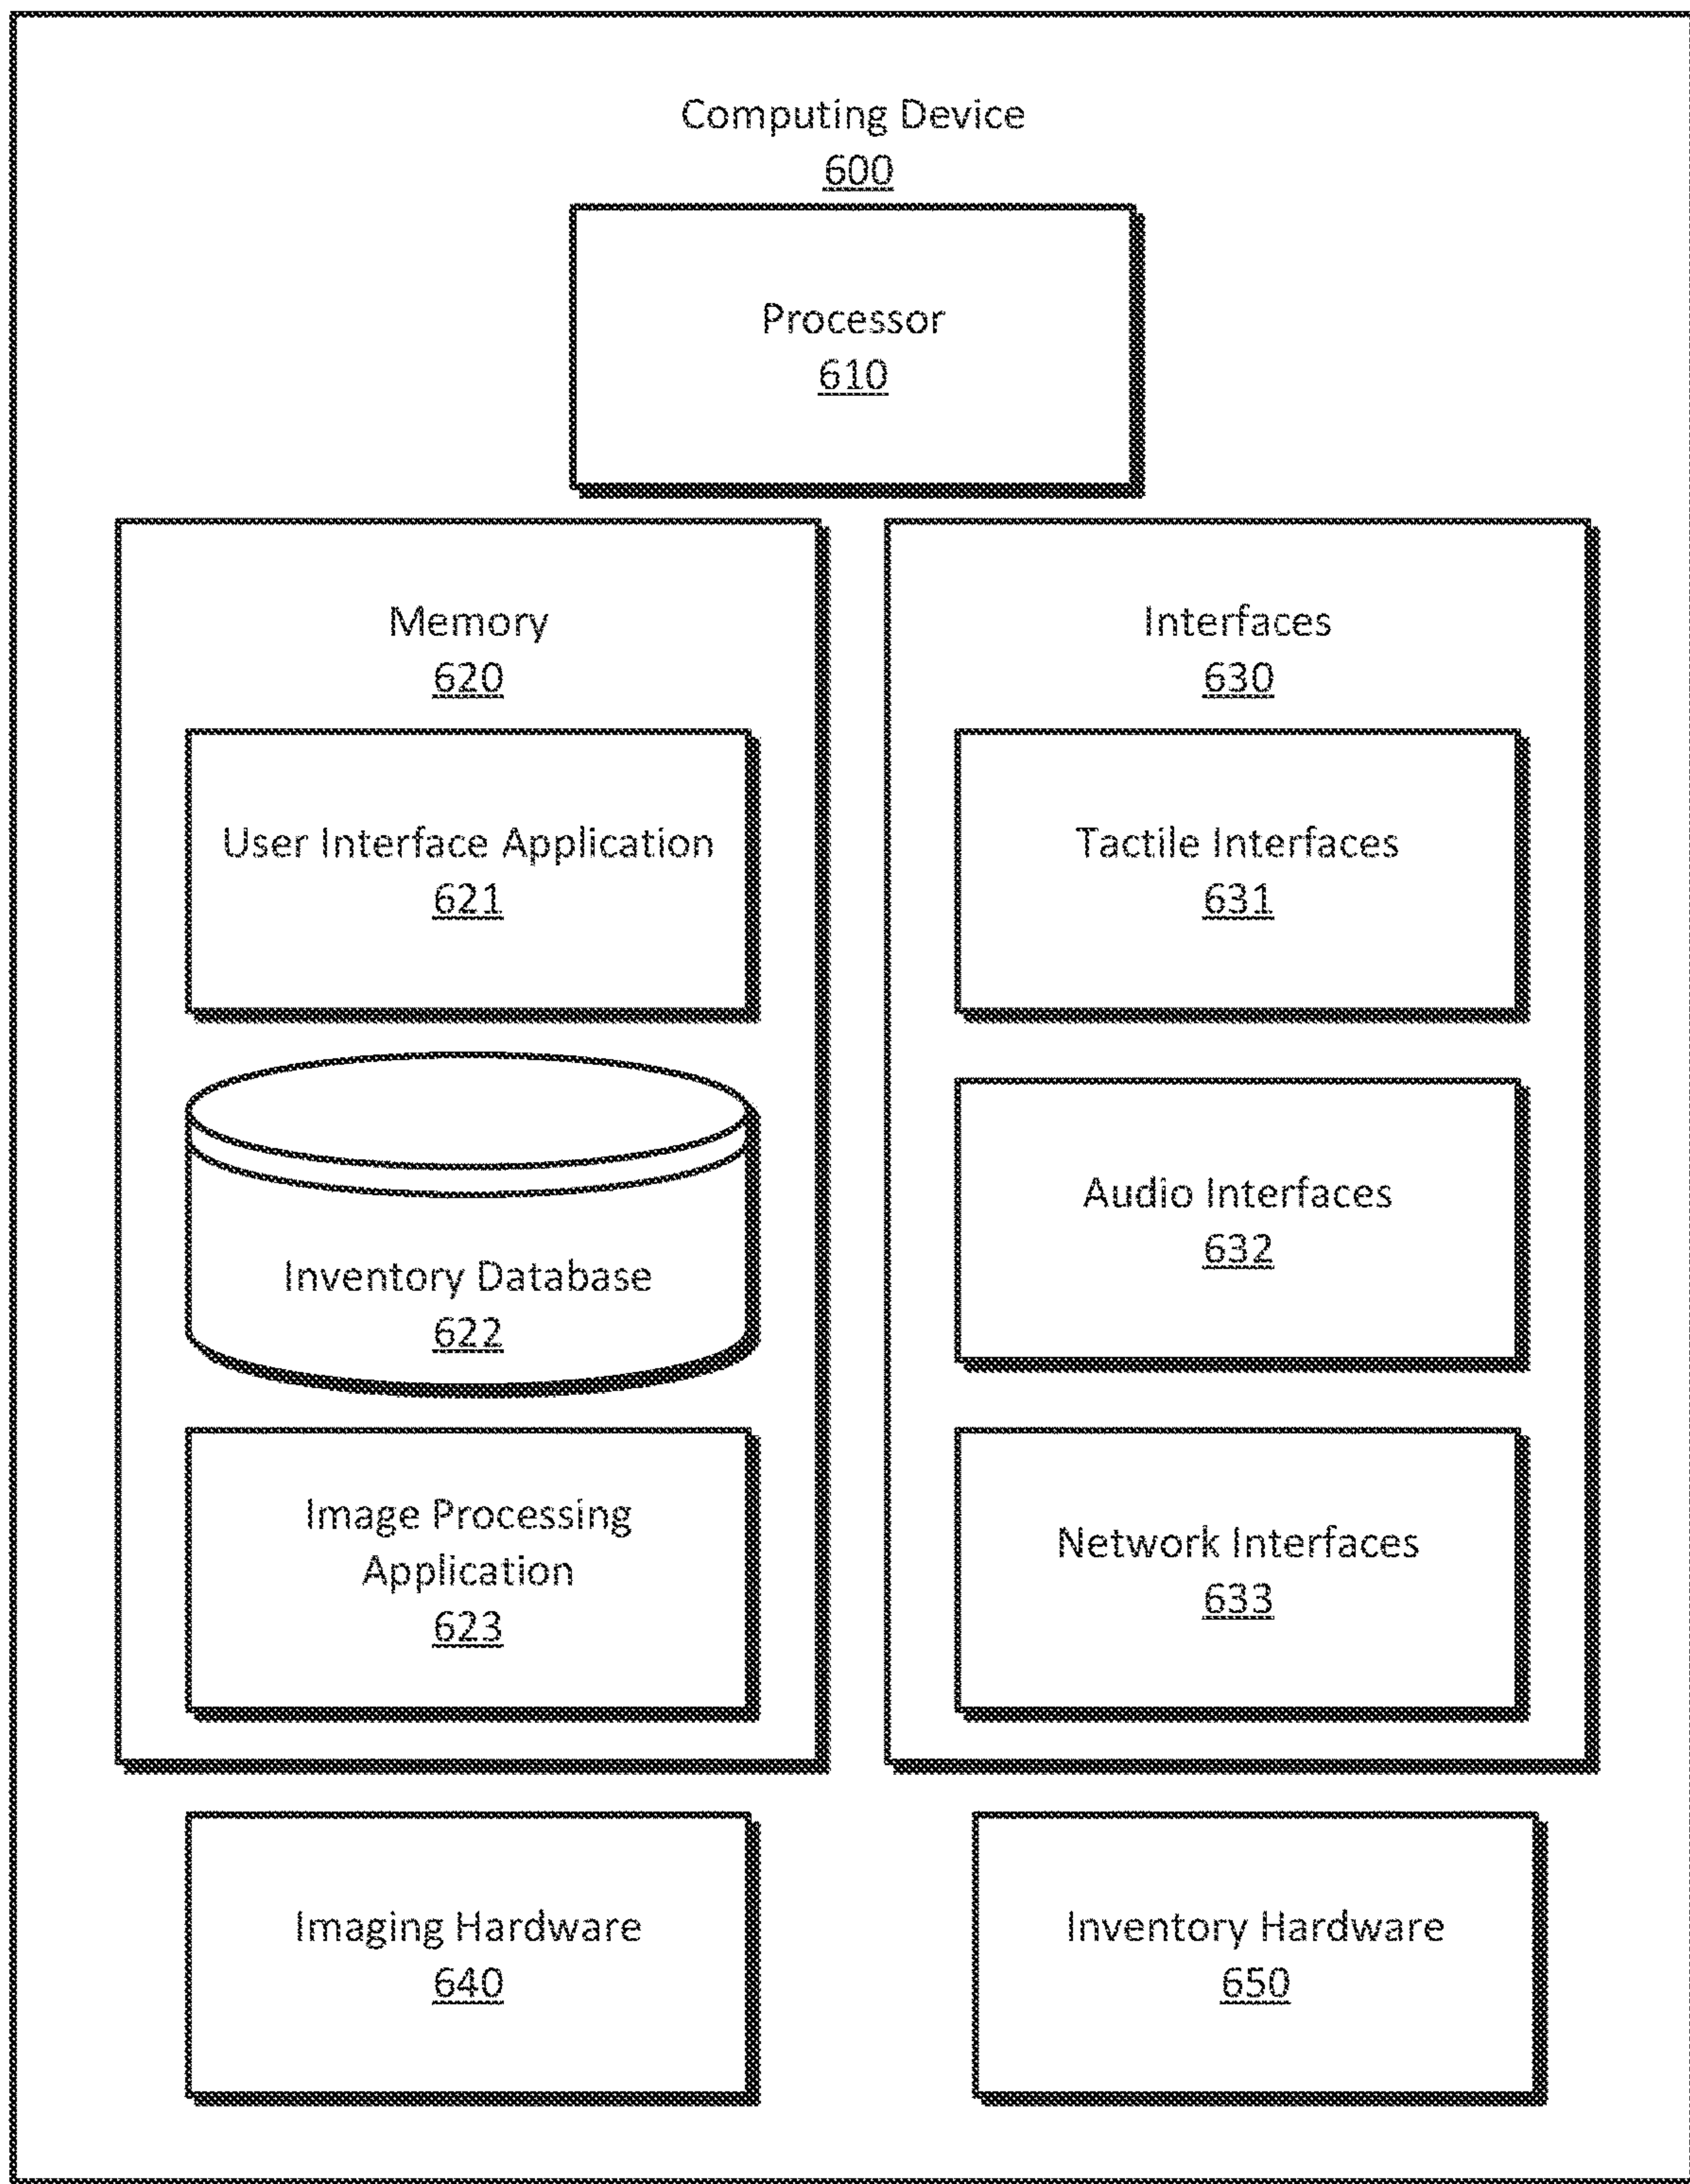 Computing Device
600
Processor
610
Memory
620
User Interface Application
621
Inventory Database
622
Image Processing
Application
623
Interfaces
630
Tactile Interfaces
631
Audio Interfaces
632
Network Interfaces
633
Imaging Hardware
640
Inventory Hardware
650